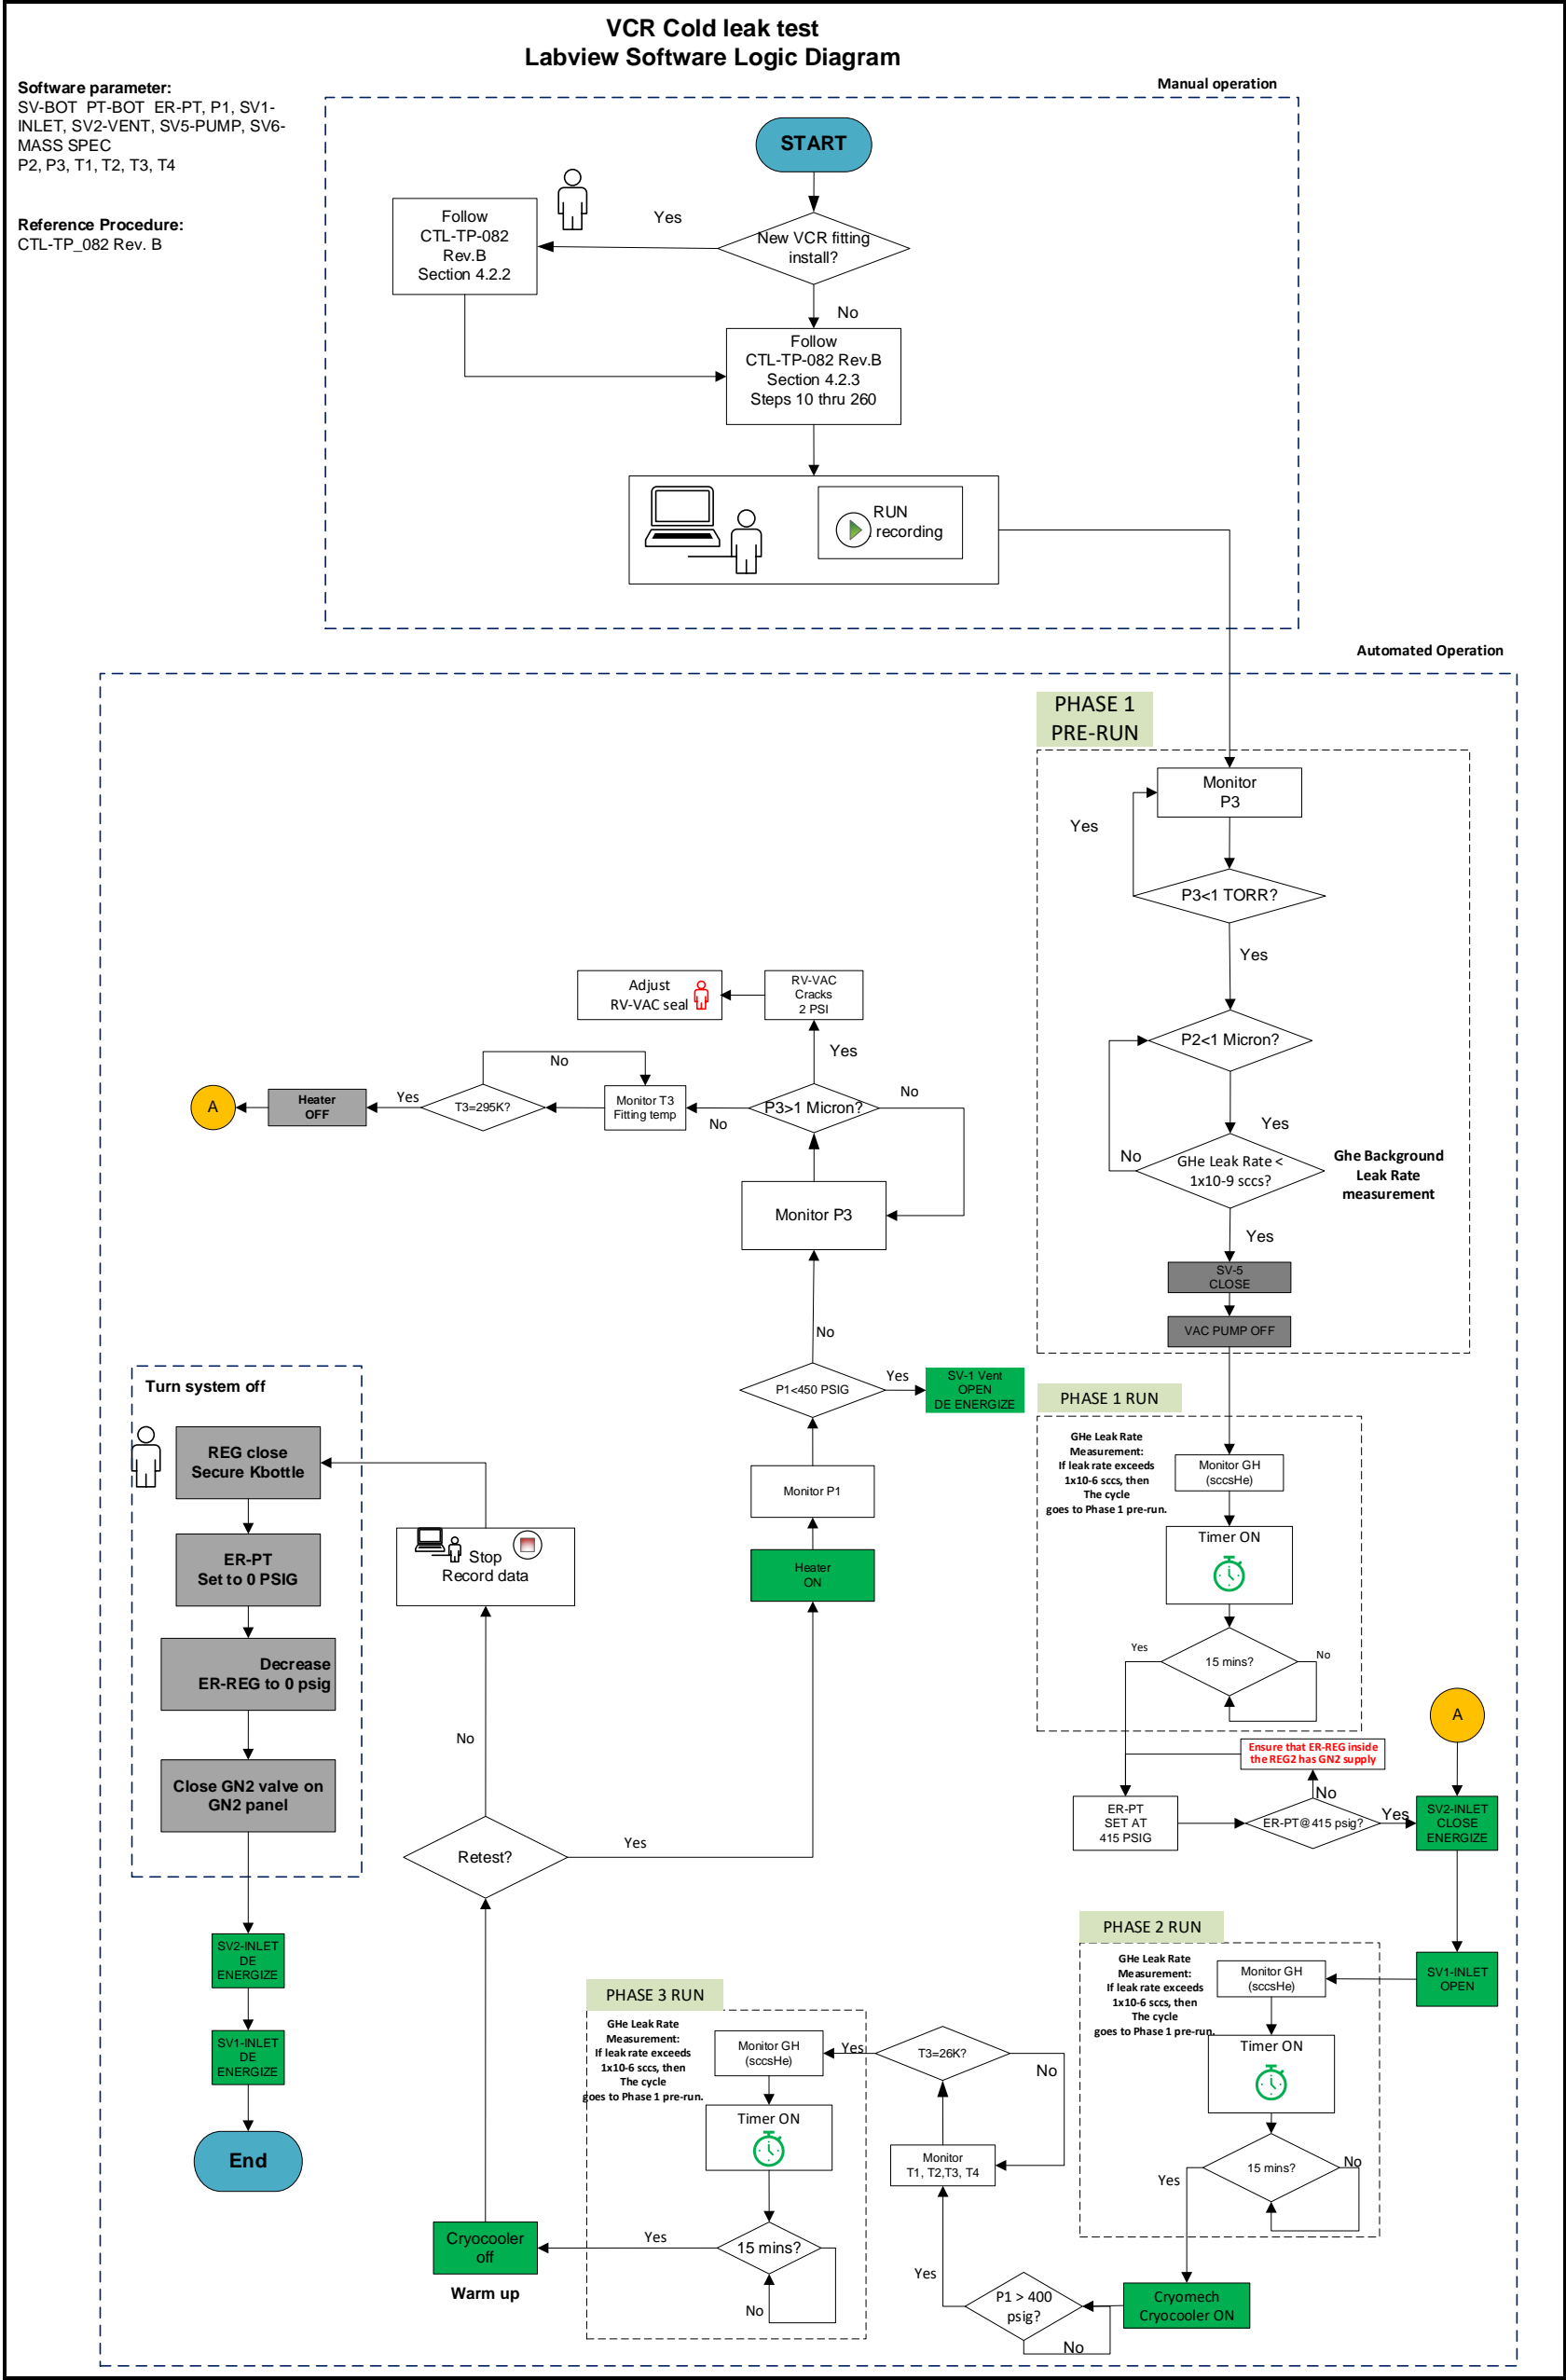 VCR Cold leak test
Labview Software Logic Diagram
Software parameter:
SV-BOT PT-BOT ER-PT, P1, SV1-
INLET, SV2-VENT, SV5-PUMP, SV6-
MASS SPEC
P2, P3, T1, T2, T3, T4
Reference Procedure:
CTL-TP_082 Rev. B
Manual operation
START
New VCR fitting
install?
Yes
Follow
CTL-TP-082
Rev.B
Section 4.2.2
No
Follow
CTL-TP-082 Rev.B
Section 4.2.3
Steps 10 thru 260
RUN
recording
Automated Operation
PHASE 1
PRE-RUN
Monitor
P3
Yes
P3<1 TORR?
Yes
P2<1 Micron?
Yes
No
GHe Leak Rate <
1x10-9 sccs?
Ghe Background
Leak Rate
measurement
Yes
SV-5
CLOSE
VAC PUMP OFF
Adjust
RV-VAC seal
RV-VAC
Cracks
2 PSI
Yes
No
A
Heater
OFF
Yes
T3=295K?
Monitor T3
Fitting temp
No
P3>1 Micron?
No
Monitor P3
No
P1<450 PSIG
Yes
SV-1 Vent
OPEN
DE ENERGIZE
Monitor P1
Heater
ON
PHASE 1 RUN
GHe Leak Rate
Measurement:
If leak rate exceeds
1x10-6 sccs, then
The cycle
goes to Phase 1 pre-run.
Monitor GH
(sccsHe)
Timer ON
Yes
15 mins?
No
Ensure that ER-REG inside
the REG2 has GN2 supply
ER-PT
SET AT
415 PSIG
No
ER-PT@415 psig?
Yes
A
SV2-INLET
CLOSE
ENERGIZE
SV1-INLET
OPEN
PHASE 2 RUN
GHe Leak Rate
Measurement:
If leak rate exceeds
1x10-6 sccs, then
The cycle
goes to Phase 1 pre-run.
Monitor GH
(sccsHe)
Timer ON
Yes
15 mins?
No
Cryomech
Cryocooler ON
P1 > 400
psig?
No
Yes
Monitor
T1, T2,T3, T4
T3=26K?
No
Yes
PHASE 3 RUN
GHe Leak Rate
Measurement:
If leak rate exceeds
1x10-6 sccs, then
The cycle
goes to Phase 1 pre-run.
Monitor GH
(sccsHe)
Timer ON
15 mins?
No
Yes
Cryocooler
off
Warm up
Retest?
Yes
No
Stop
Record data
Turn system off
REG close
Secure Kbottle
ER-PT
Set to 0 PSIG
Decrease
ER-REG to 0 psig
Close GN2 valve on
GN2 panel
SV2-INLET
DE
ENERGIZE
SV1-INLET
DE
ENERGIZE
End